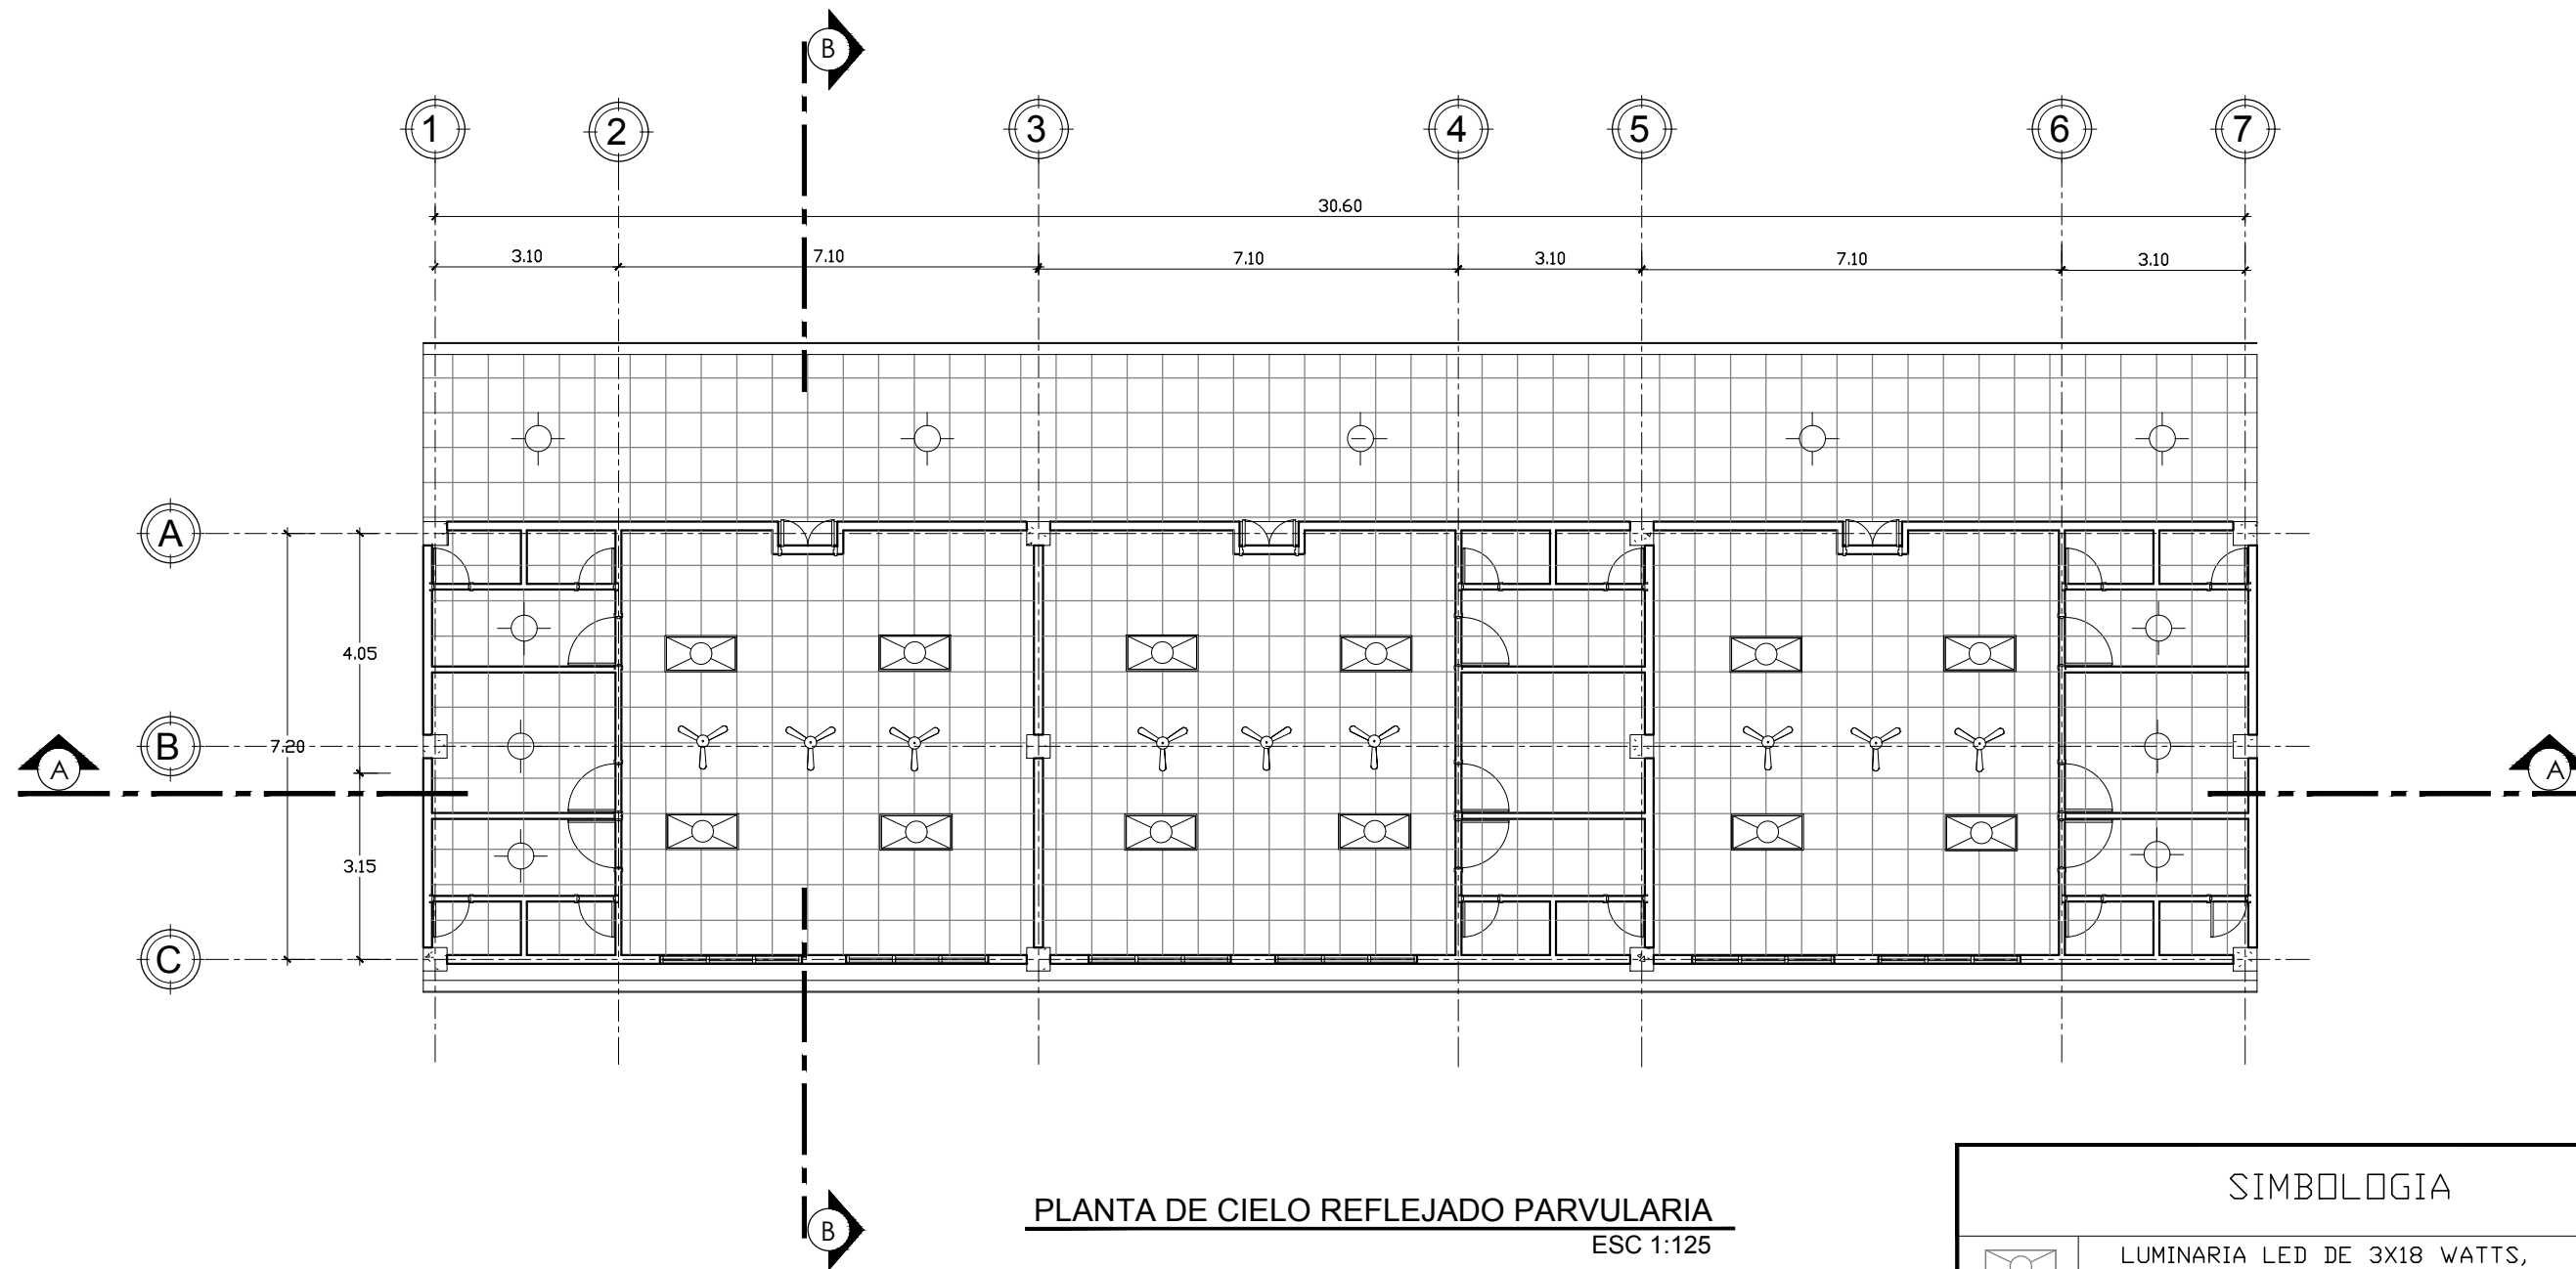 B
1 2 3 4 5 6 7
30.60
3.10 7.10 7.10 3.10 7.10 3.10
A
4.05
B
7.20
A A
3.15
C
PLANTA DE CIELO REFLEJADO PARVULARIA
ESC 1:125
B
SIMBOLOGIA
LUMINARIA LED DE 3X18 WATTS,